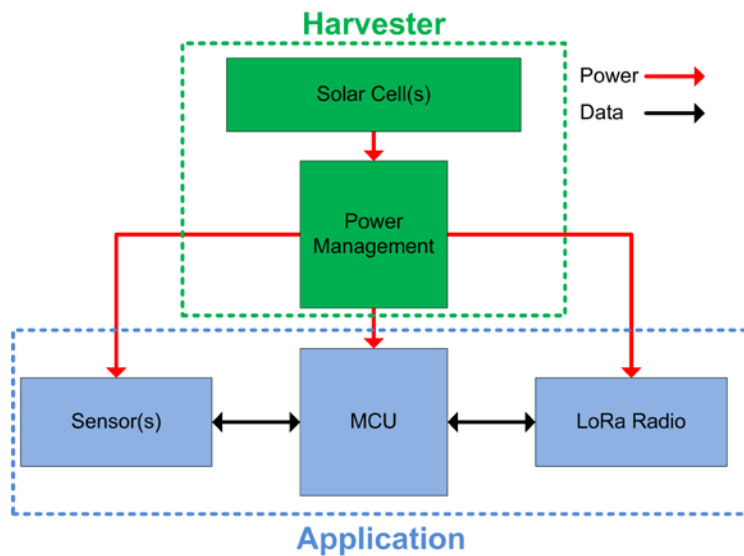 Harvester
Solar Cell(s)
Power
Data
Power
Management
Sensor(s)
MCU
LoRa Radio
Application